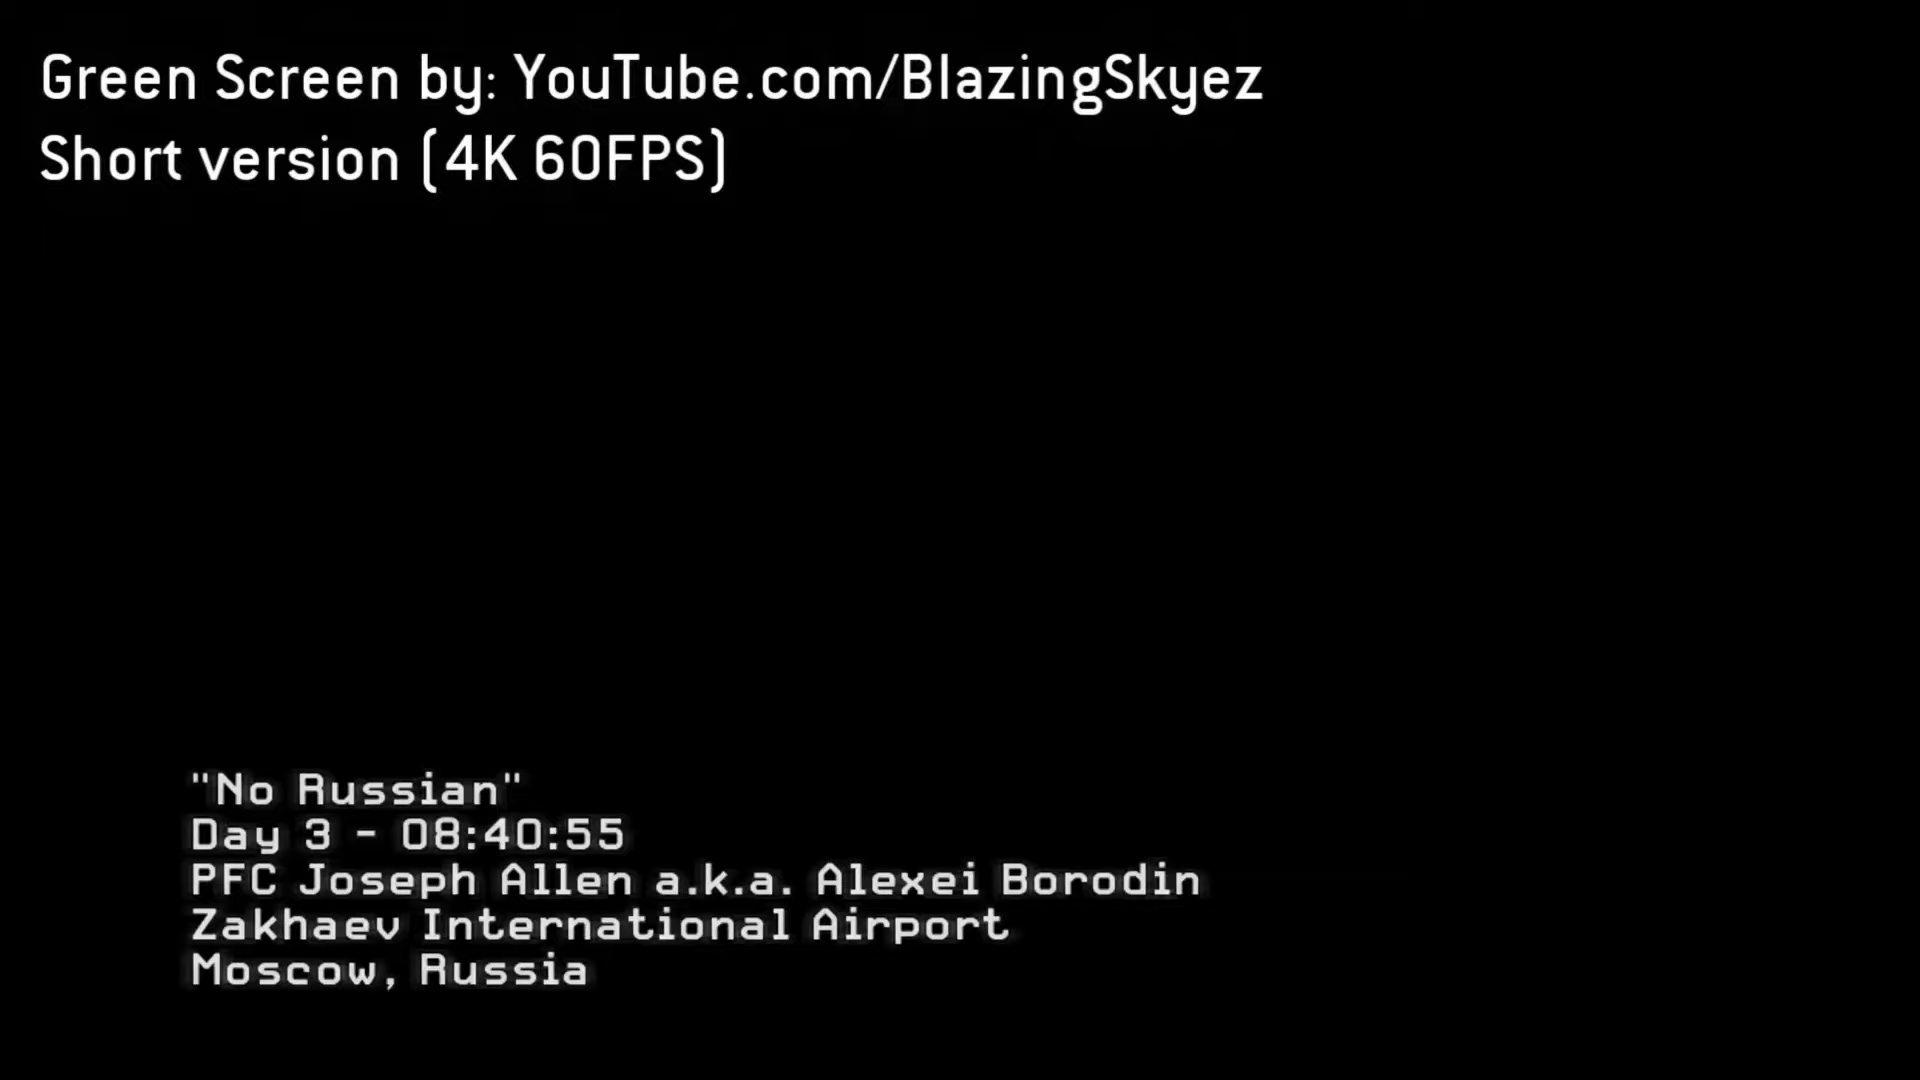 Green Screen by: YouTube.com/BlazingSkyez
Short version (4K 60FPS)
"No Russian"
Day 3 - 08:40:55
PFC Joseph Allen a.k.a. Alexei Borodin
Zakhaev International Airport
Moscow, Russia